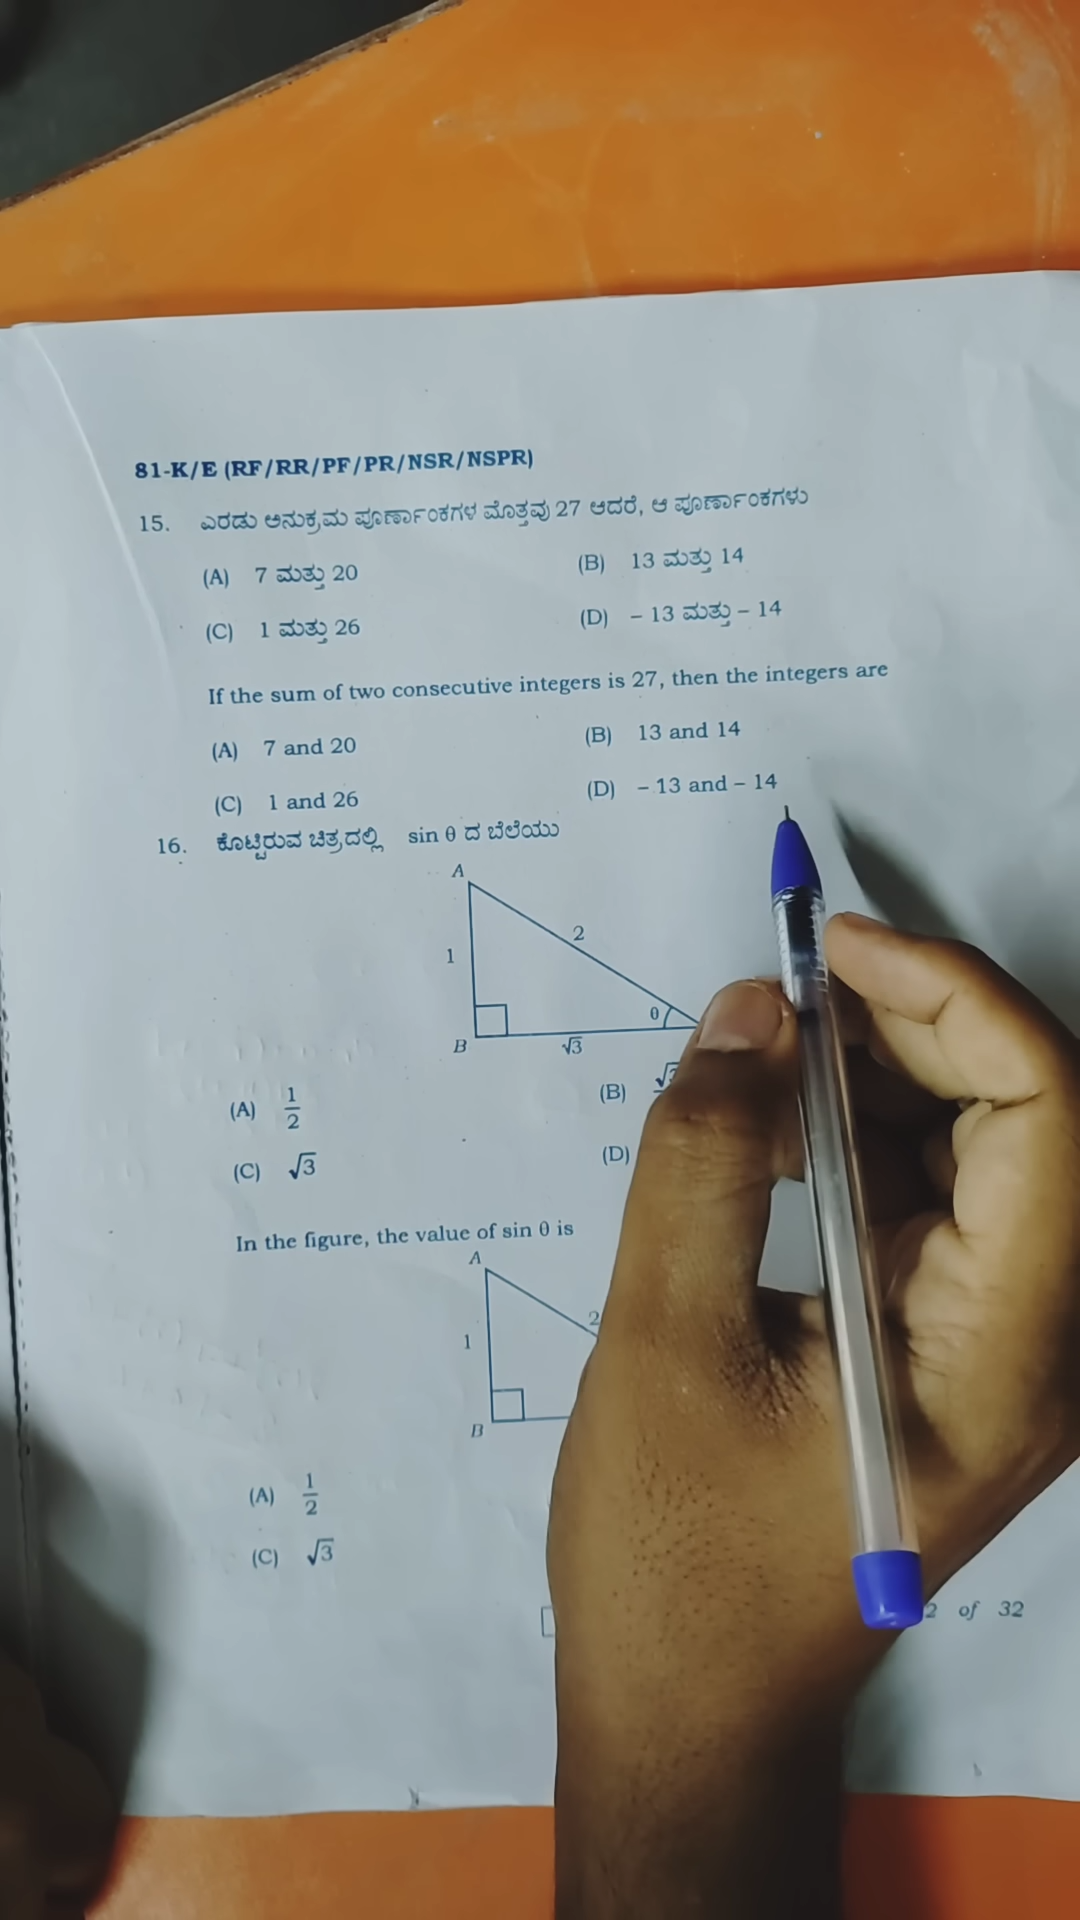 81-K/E (RF/RR/PF/PR/NSR/NSPR)
15. ಎರಡು ಅನುಕ್ರಮ ಪೂರ್ಣಾಂಕಗಳ ಮೊತ್ತವು 27 ಆದರೆ, ಆ ಪೂರ್ಣಾಂಕಗಳು
(A) 7 ಮತ್ತು 20 (B) 13 ಮತ್ತು 14
(C) 1 ಮತ್ತು 26 (D) – 13 ಮತ್ತು – 14
If the sum of two consecutive integers is 27, then the integers are
(A) 7 and 20 (B) 13 and 14
(C) 1 and 26 (D) – 13 and – 14
16. ಕೊಟ್ಟಿರುವ ಚಿತ್ರದಲ್ಲಿ sin θ ದ ಬೆಲೆಯು
A
2
1
θ
B √3
(A) 1/2 (B)
(C) √3 (D)
In the figure, the value of sin θ is
A
2
1
B
(A) 1/2
(C) √3
2 of 32